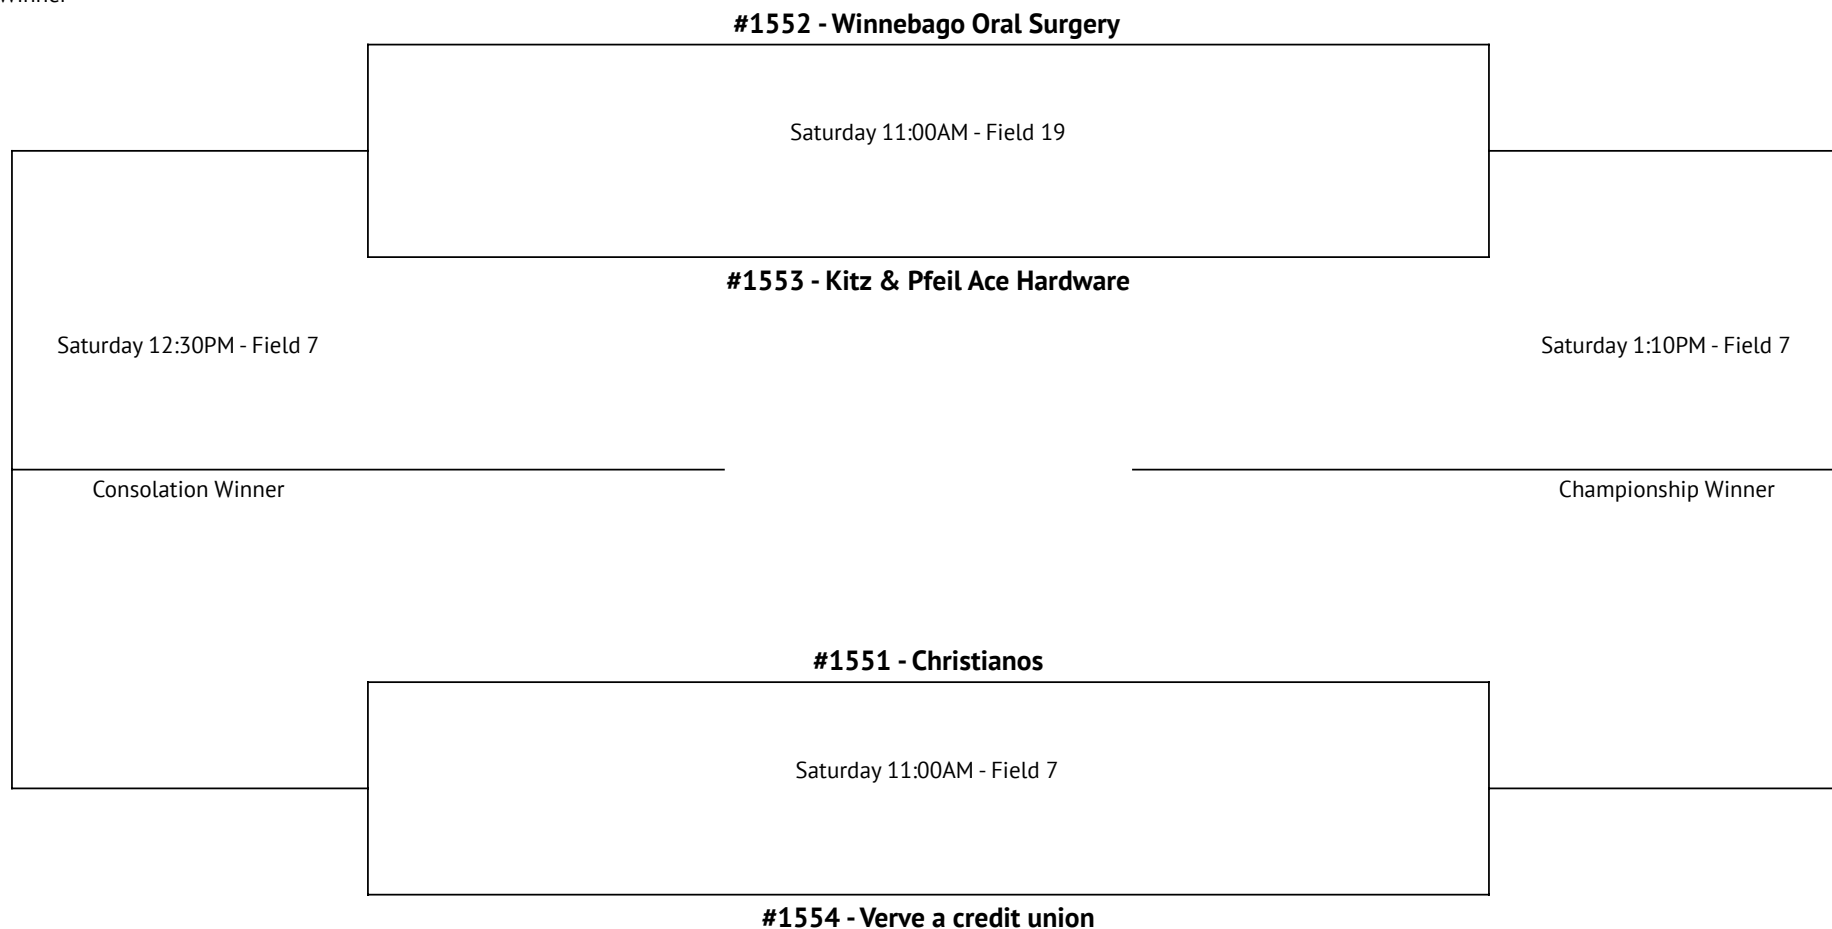 Winner
#1552 - Winnebago Oral Surgery
Saturday 11:00AM - Field 19
#1553 - Kitz & Pfeil Ace Hardware
Saturday 12:30PM - Field 7
Saturday 1:10PM - Field 7
Consolation Winner
Championship Winner
#1551 - Christianos
Saturday 11:00AM - Field 7
#1554 - Verve a credit union